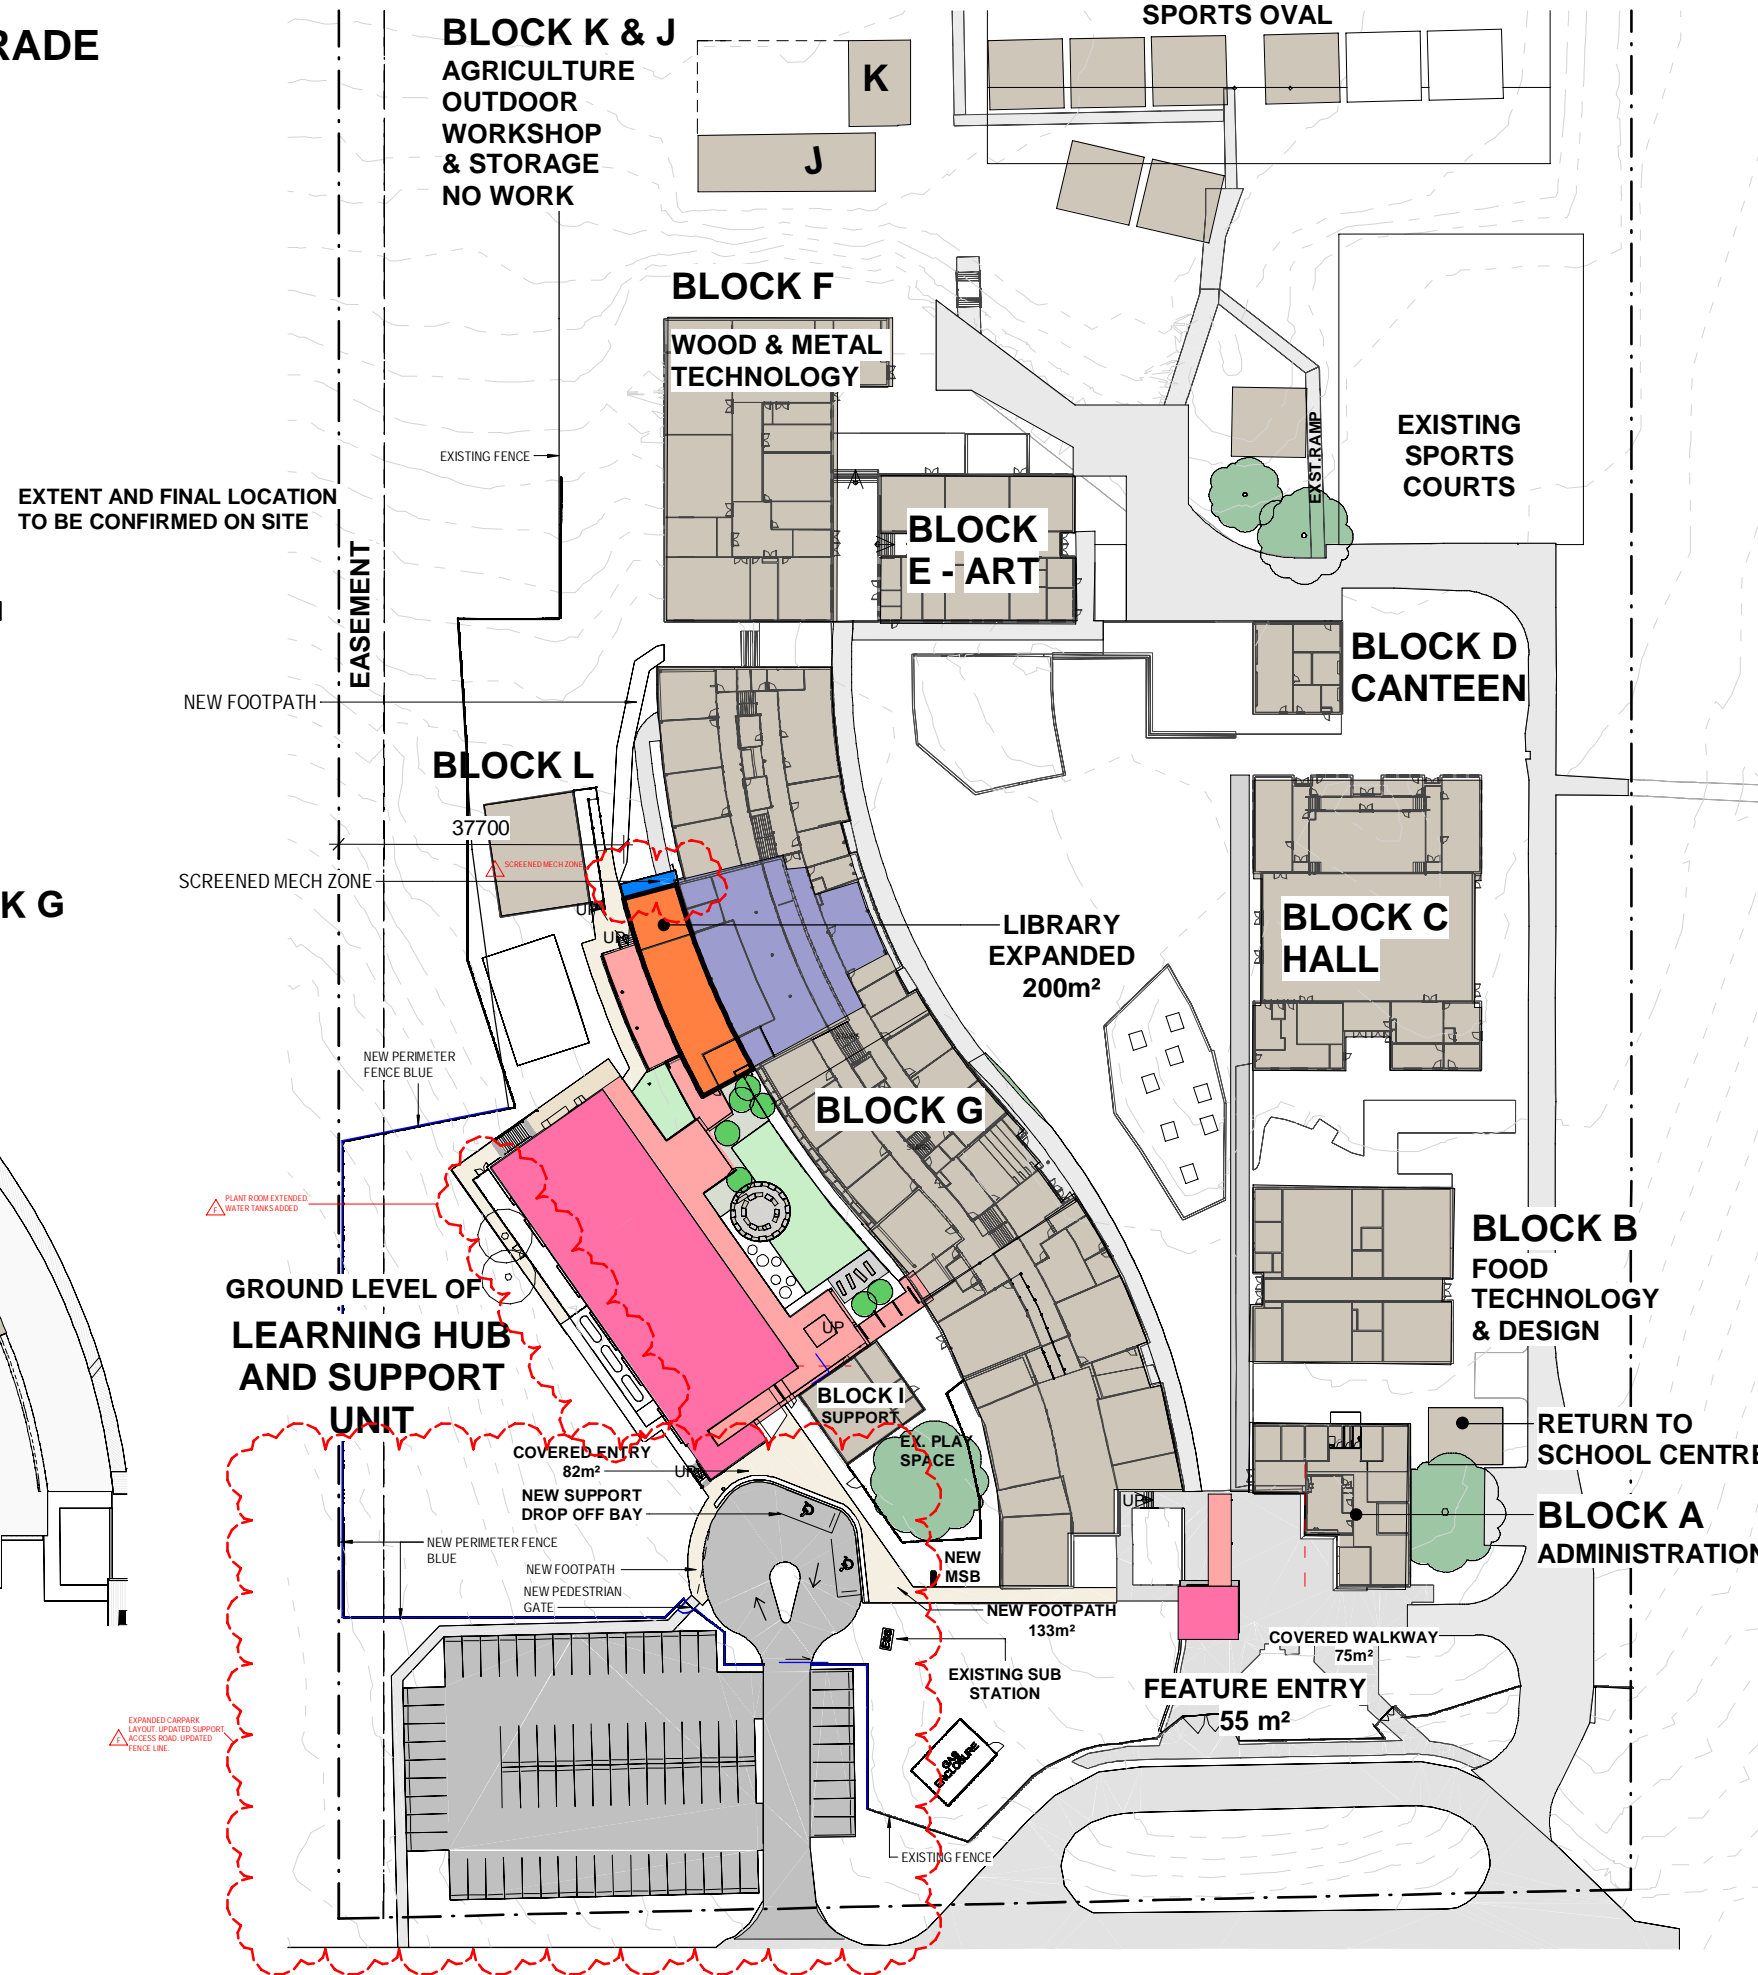 RADE
BLOCK K & J
AGRICULTURE
OUTDOOR
WORKSHOP
& STORAGE
NO WORK
K
J
SPORTS OVAL
BLOCK F
WOOD & METAL
TECHNOLOGY
EXISTING FENCE
EXTENT AND FINAL LOCATION
TO BE CONFIRMED ON SITE
EASEMENT
BLOCK
E - ART
EXST.RAMP
EXISTING
SPORTS
COURTS
BLOCK D
CANTEEN
NEW FOOTPATH
BLOCK L
37700
SCREENED MECH ZONE
SCREENED MECH ZONE
K G
UP
UP
LIBRARY
EXPANDED
200m²
BLOCK C
HALL
NEW PERIMETER
FENCE BLUE
BLOCK G
F
PLANT ROOM EXTENDED.
WATER TANKS ADDED
GROUND LEVEL OF
LEARNING HUB
AND SUPPORT
UNIT
UP
BLOCK B
FOOD
TECHNOLOGY
& DESIGN
BLOCK I
SUPPORT
EX. PLAY
SPACE
RETURN TO
SCHOOL CENTRE
BLOCK A
ADMINISTRATION
COVERED ENTRY
82m²
UP
NEW SUPPORT
DROP OFF BAY
UP
NEW PERIMETER FENCE
BLUE
NEW FOOTPATH
NEW PEDESTRIAN
GATE
NEW
MSB
NEW FOOTPATH
133m²
EXISTING SUB
STATION
COVERED WALKWAY
75m²
FEATURE ENTRY
55 m²
F
EXPANDED CARPARK
LAYOUT. UPDATED SUPPORT
ACCESS ROAD. UPDATED
FENCE LINE.
GAS
ENCLOSURE
EXISTING FENCE